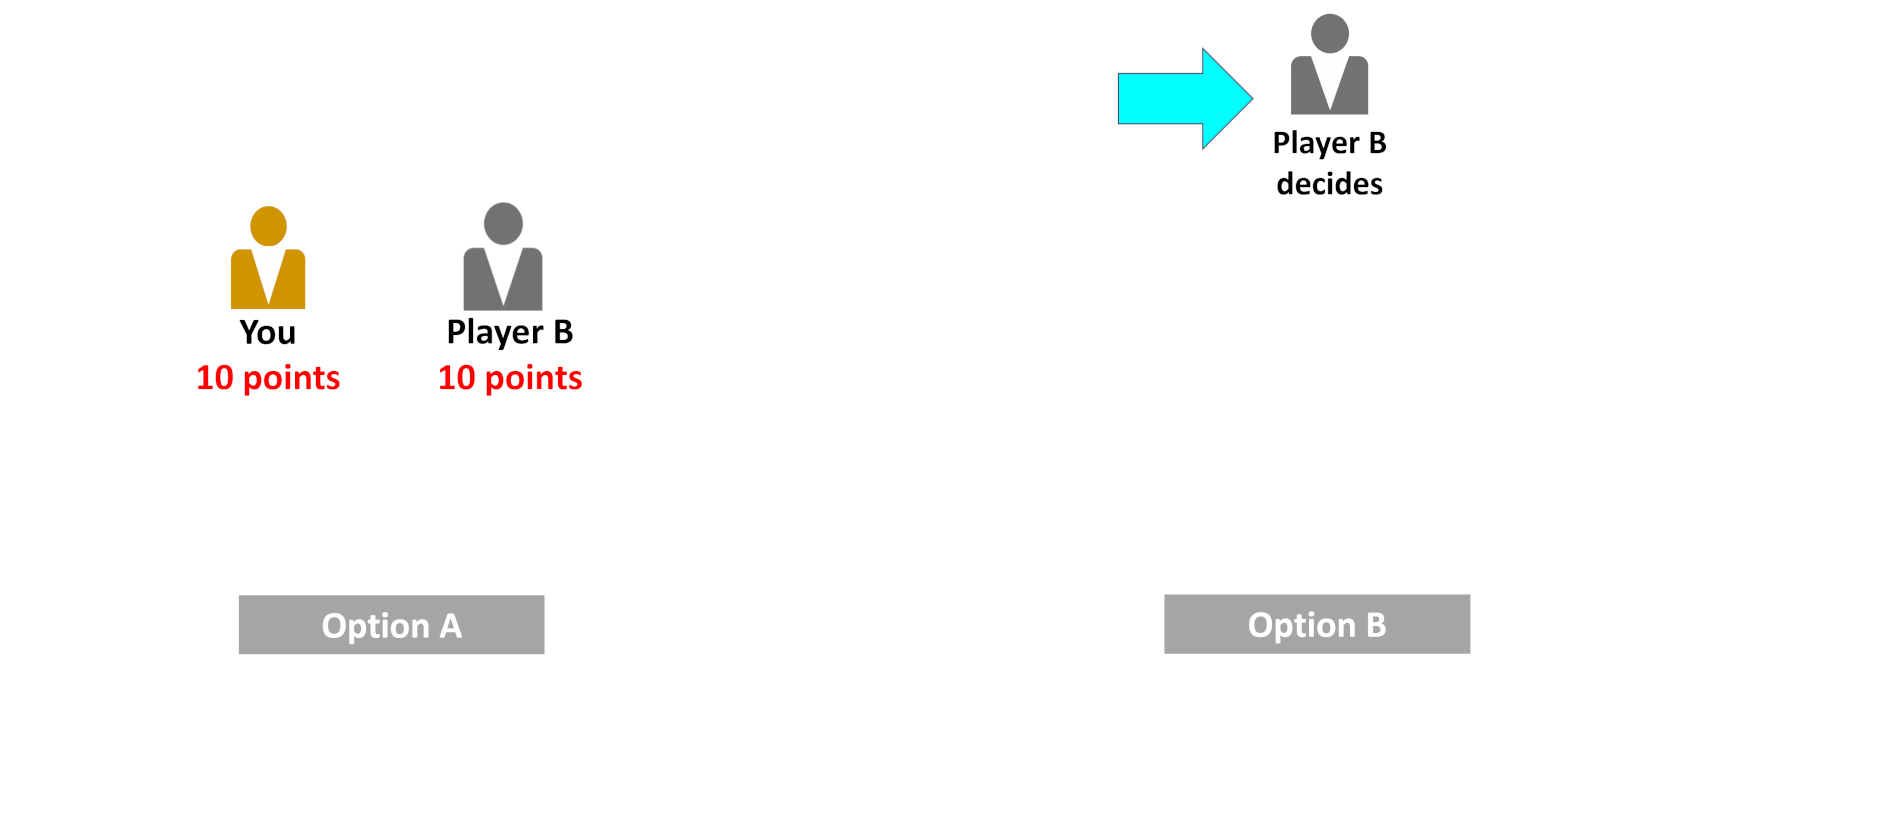 Player B
decides
You
Player B
10 points
10 points
Option A
Option B